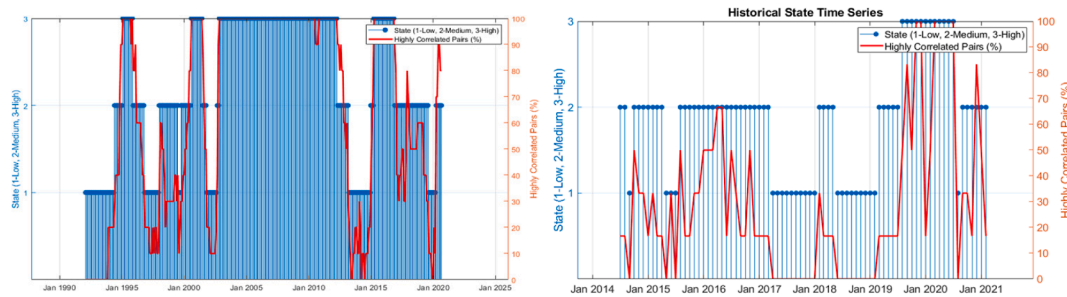 State (1-Low, 2-Medium, 3-High)
Highly Correlated Pairs (%)
3
2
1
State (1-Low, 2-Medium, 3-High)
100
90
80
70
60
50
40
30
20
10
0
Highly Correlated Pairs (%)
Jan 1990 Jan 1995 Jan 2000 Jan 2005 Jan 2010 Jan 2015 Jan 2020 Jan 2025
Historical State Time Series
State (1-Low, 2-Medium, 3-High)
Highly Correlated Pairs (%)
3
2
1
State (1-Low, 2-Medium, 3-High)
100
90
80
70
60
50
40
30
20
10
0
Highly Correlated Pairs (%)
Jan 2014 Jan 2015 Jan 2016 Jan 2017 Jan 2018 Jan 2019 Jan 2020 Jan 2021